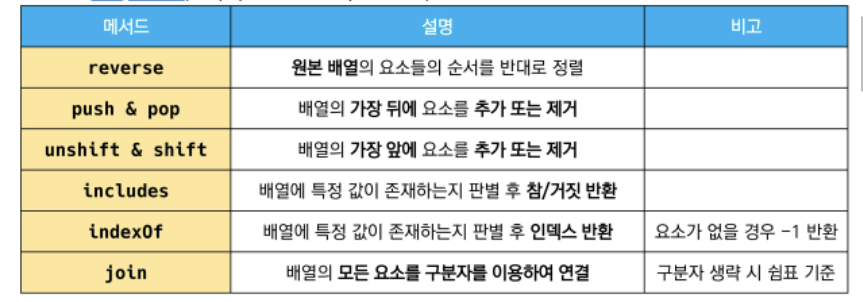 메서드 설명 비고
reverse 원본 배열의 요소들의 순서를 반대로 정렬
push & pop 배열의 가장 뒤에 요소를 추가 또는 제거
unshift & shift 배열의 가장 앞에 요소를 추가 또는 제거
includes 배열에 특정 값이 존재하는지 판별 후 참/거짓 반환
indexOf 배열에 특정 값이 존재하는지 판별 후 인덱스 반환 요소가 없을 경우 -1 반환
join 배열의 모든 요소를 구분자를 이용하여 연결 구분자 생략 시 쉼표 기준